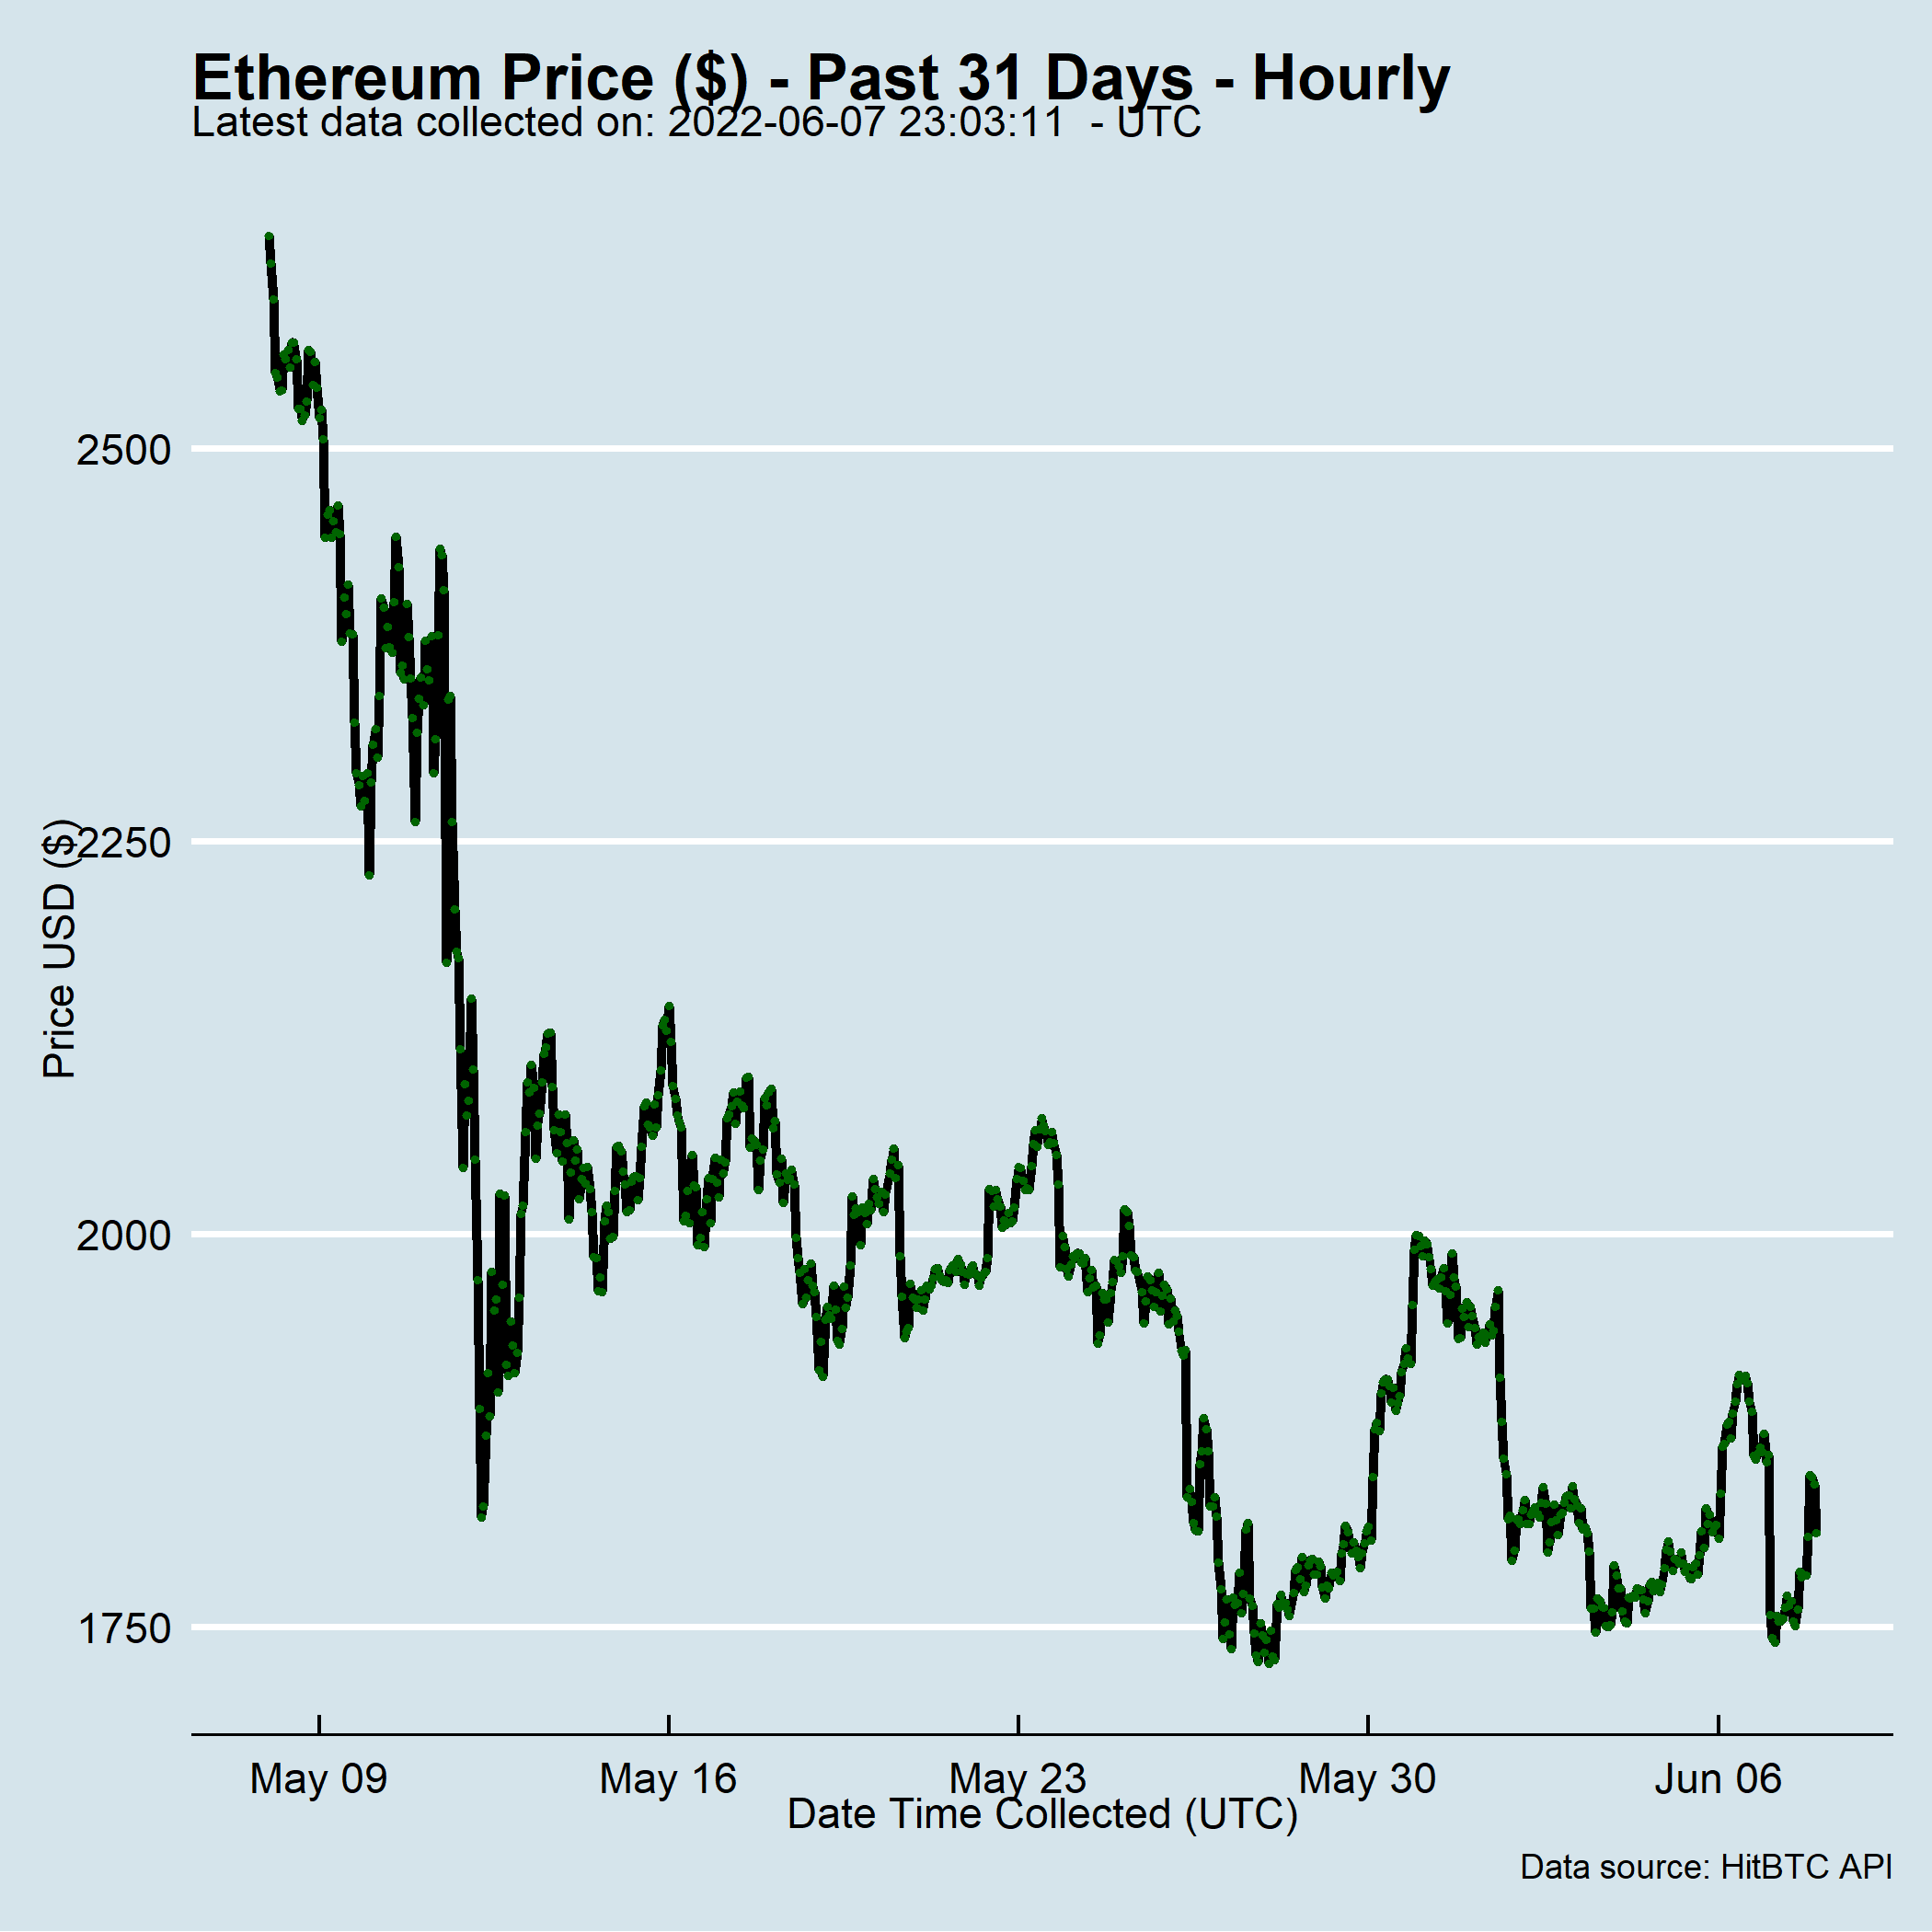 Ethereum Price ($) - Past 31 Days - Hourly
Latest data collected on: 2022-06-07 23:03:11  - UTC
Price USD ($)
2500
2250
2000
1750
May 09 May 16 May 23 May 30 Jun 06
Date Time Collected (UTC)
Data source: HitBTC API